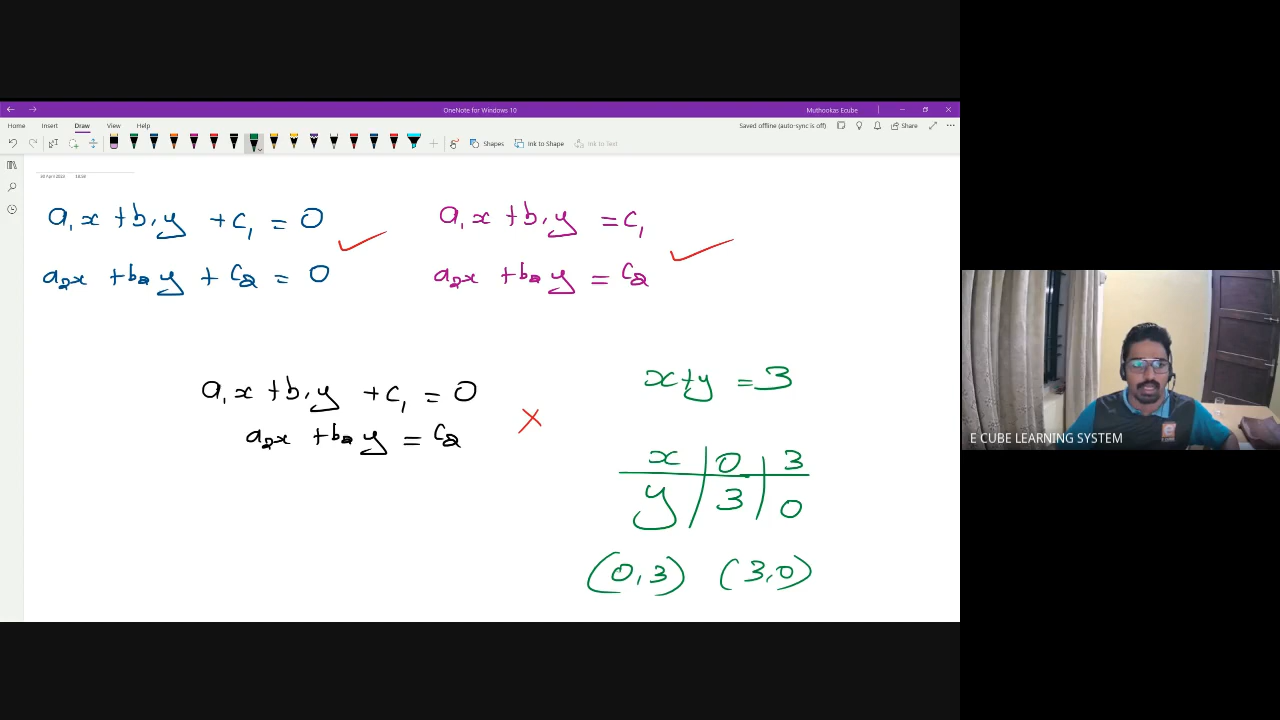 OneNote for Windows 10
Muthookas Ecube
Home Insert Draw View Help
Saved offline (auto-sync is off)
Share
Shapes
Ink to Shape
Ink to Text
a₁x + b₁y + c₁ = 0
a₂x + b₂y + c₂ = 0
a₁x + b₁y = c₁
a₂x + b₂y = c₂
a₁x + b₁y + c₁ = 0
a₂x + b₂y = c₂
x+y = 3
x 0 3
y 3 0
(0,3) (3,0)
E CUBE LEARNING SYSTEM